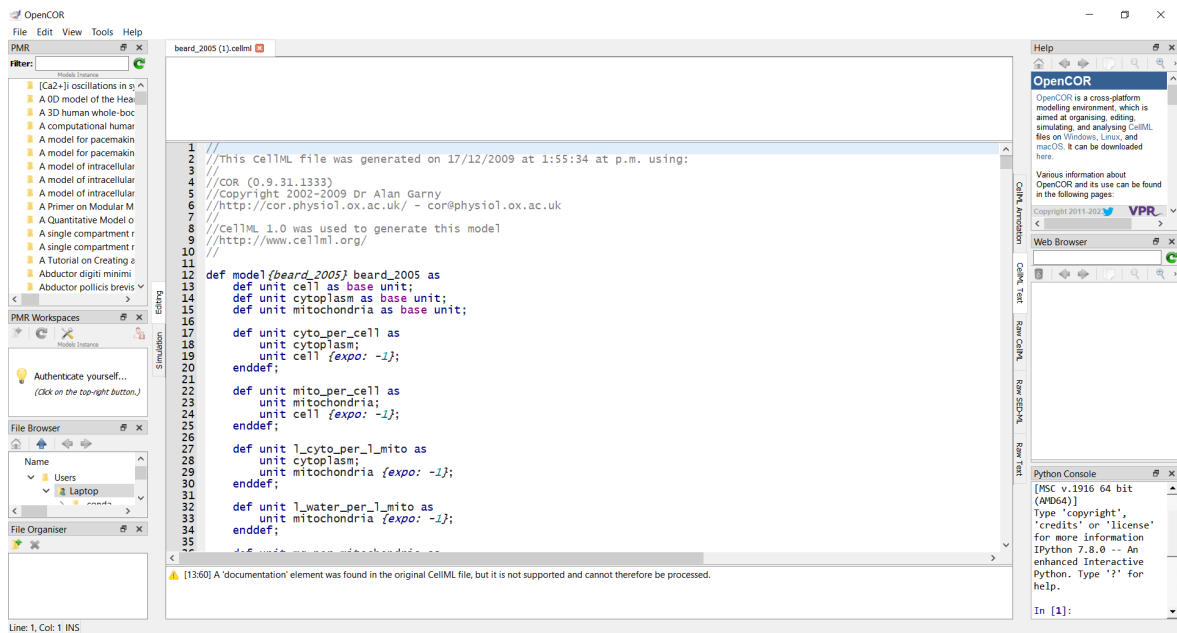 OpenCOR
File Edit View Tools Help
PMR
Filter:
Models Instance
[Ca2+]i oscillations in sy
A 0D model of the Hear
A 3D human whole-boc
A computational human
A model for pacemakin
A model for pacemakin
A model of intracellular
A model of intracellular
A model of intracellular
A Primer on Modular M
A Quantitative Model o
A single compartment r
A single compartment r
A Tutorial on Creating a
Abductor digiti minimi
Abductor pollicis brevis
PMR Workspaces
Models Instance
Authenticate yourself...
(Click on the top-right button.)
File Browser
Name
Users
Laptop
conda
File Organiser
Line: 1, Col: 1 INS
Editing
Simulation
beard_2005 (1).cellml
1 //
2 //This CellML file was generated on 17/12/2009 at 1:55:34 at p.m. using:
3 //
4 //COR (0.9.31.1333)
5 //Copyright 2002-2009 Dr Alan Garny
6 //http://cor.physiol.ox.ac.uk/ - cor@physiol.ox.ac.uk
7 //
8 //CellML 1.0 was used to generate this model
9 //http://www.cellml.org/
10 //
11
12 def model{beard_2005} beard_2005 as
13 def unit cell as base unit;
14 def unit cytoplasm as base unit;
15 def unit mitochondria as base unit;
16
17 def unit cyto_per_cell as
18 unit cytoplasm;
19 unit cell {expo: -1};
20 enddef;
21
22 def unit mito_per_cell as
23 unit mitochondria;
24 unit cell {expo: -1};
25 enddef;
26
27 def unit l_cyto_per_l_mito as
28 unit cytoplasm;
29 unit mitochondria {expo: -1};
30 enddef;
31
32 def unit l_water_per_l_mito as
33 unit mitochondria {expo: -1};
34 enddef;
35
[13:60] A 'documentation' element was found in the original CellML file, but it is not supported and cannot therefore be processed.
CellML Annotation
CellML Text
Raw CellML
Raw SED-ML
Raw Text
Help
OpenCOR
OpenCOR is a cross-platform
modelling environment, which is
aimed at organising, editing,
simulating, and analysing CellML
files on Windows, Linux, and
macOS. It can be downloaded
here.
Various information about
OpenCOR and its use can be found
in the following pages:
Copyright 2011-2023
VPR
Web Browser
Python Console
[MSC v.1916 64 bit
(AMD64)]
Type 'copyright',
'credits' or 'license'
for more information
IPython 7.8.0 -- An
enhanced Interactive
Python. Type '?' for
help.
In [1]: